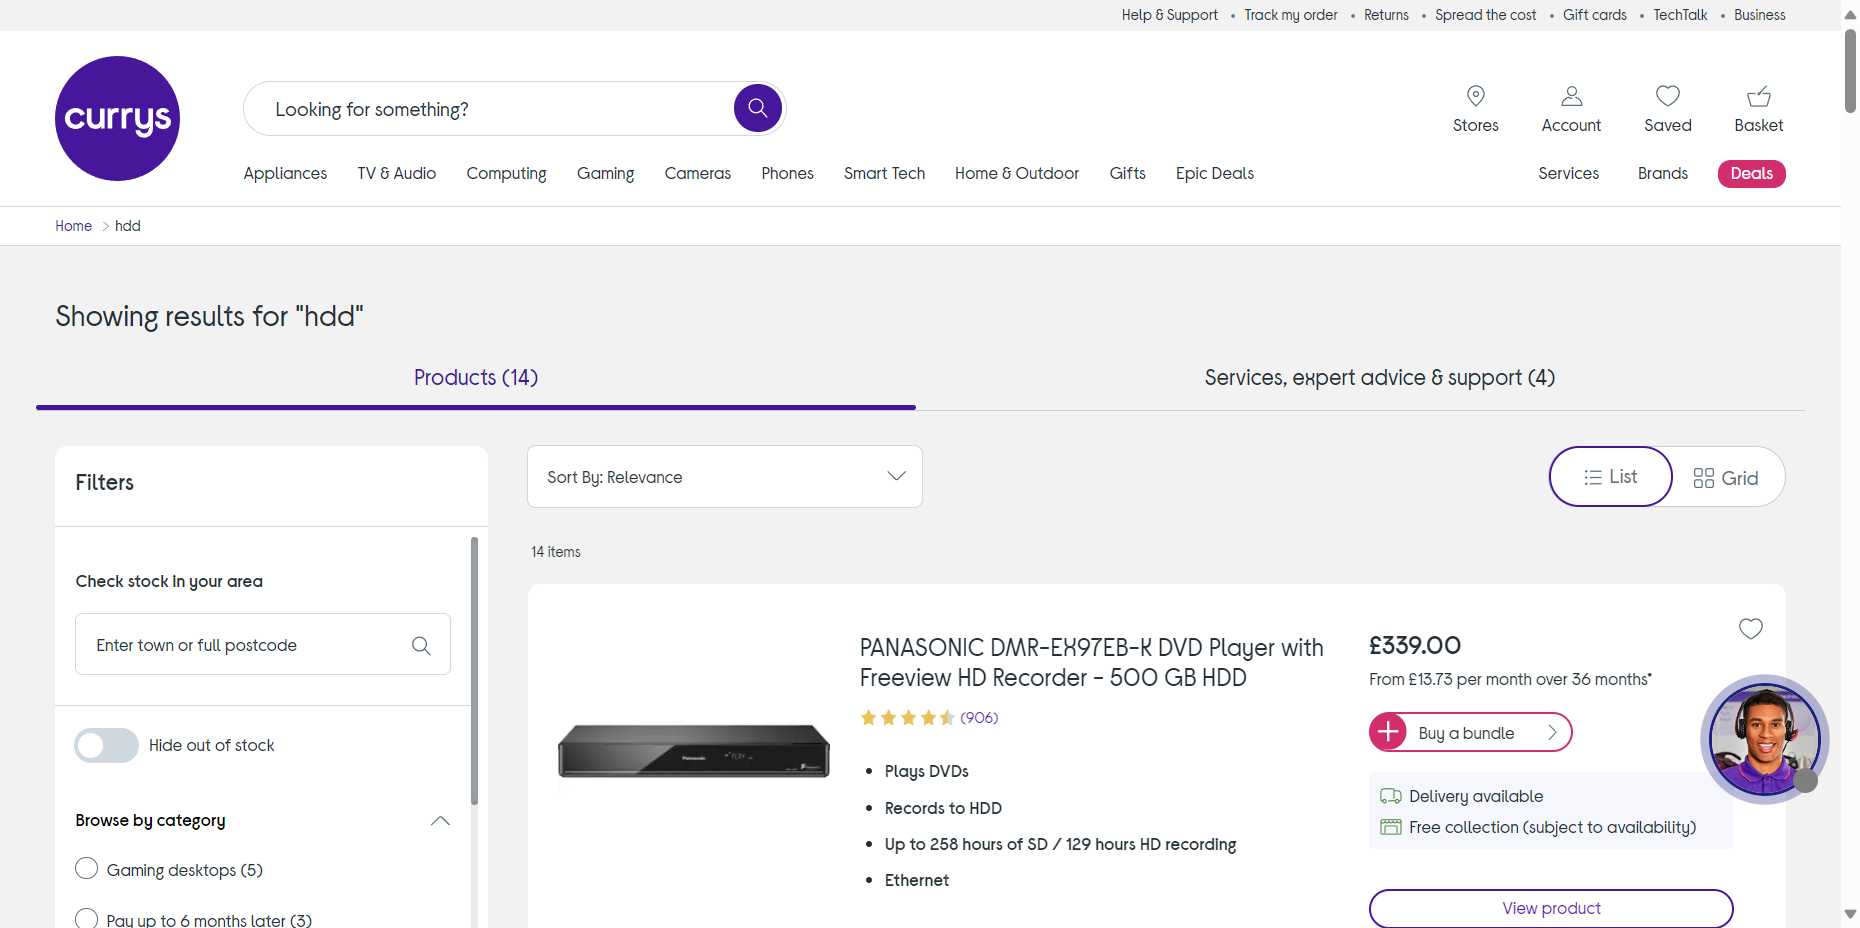 Help & Support • Track my order • Returns • Spread the cost • Gift cards • TechTalk • Business
currys
Looking for something?
Stores Account Saved Basket
Appliances TV & Audio Computing Gaming Cameras Phones Smart Tech Home & Outdoor Gifts Epic Deals Services Brands Deals
Home > hdd
Showing results for "hdd"
Products (14) Services, expert advice & support (4)
Filters
Sort By: Relevance
List Grid
14 items
Check stock in your area
Enter town or full postcode
Hide out of stock
Browse by category
Gaming desktops (5)
Pay up to 6 months later (3)
PANASONIC DMR-EX97EB-K DVD Player with
Freeview HD Recorder - 500 GB HDD
(906)
• Plays DVDs
• Records to HDD
• Up to 258 hours of SD / 129 hours HD recording
• Ethernet
Panasonic
£339.00
From £13.73 per month over 36 months*
Buy a bundle
Delivery available
Free collection (subject to availability)
View product